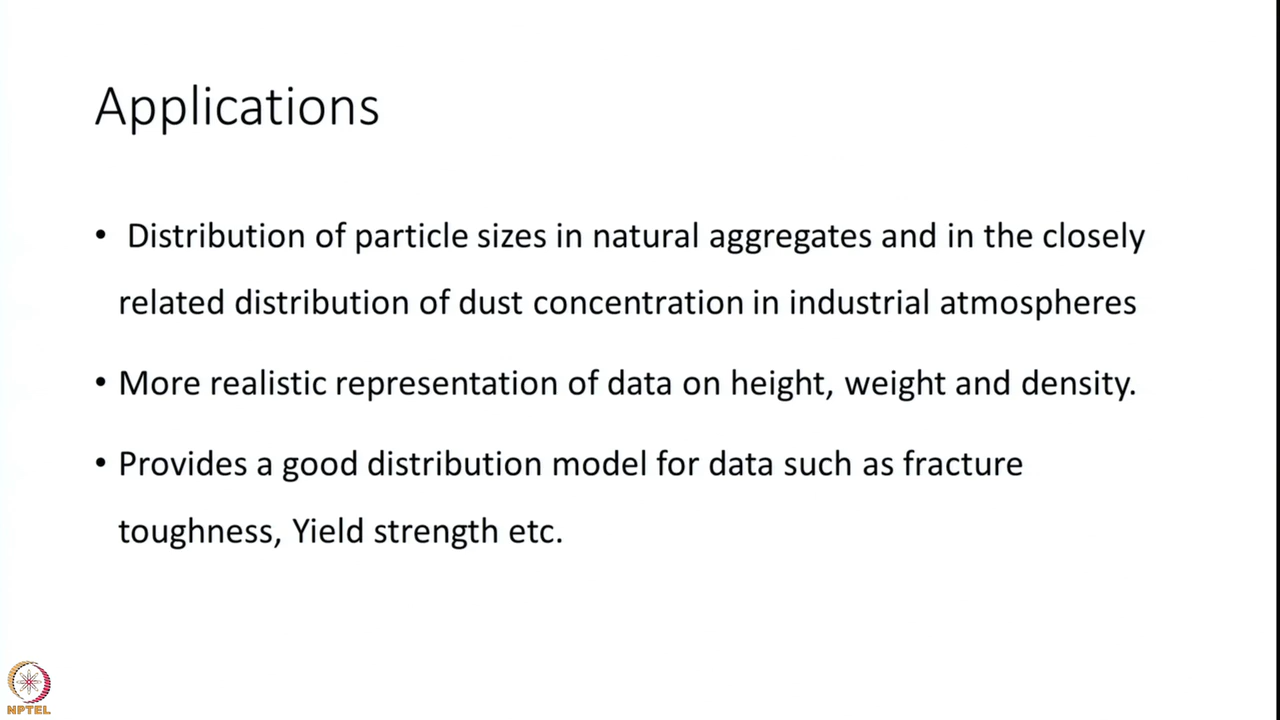 Applications
• Distribution of particle sizes in natural aggregates and in the closely
related distribution of dust concentration in industrial atmospheres
• More realistic representation of data on height, weight and density.
• Provides a good distribution model for data such as fracture
toughness, Yield strength etc.
NPTEL